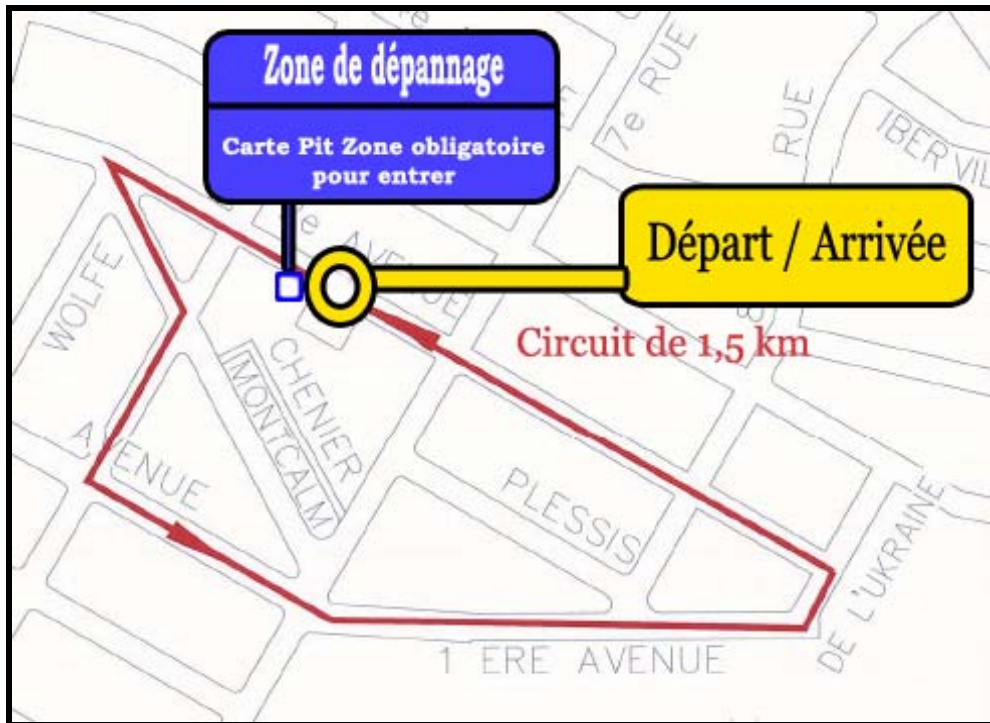 Zone de dépannage
Carte Pit Zone obligatoire
pour entrer
7e RUE
RUE
Départ / Arrivée
AVENUE
Circuit de 1,5 km
WOLFE
CHENIER
MONTCALM
AVENUE
PLESSIS
DE L'UKRAINE
1 ERE AVENUE